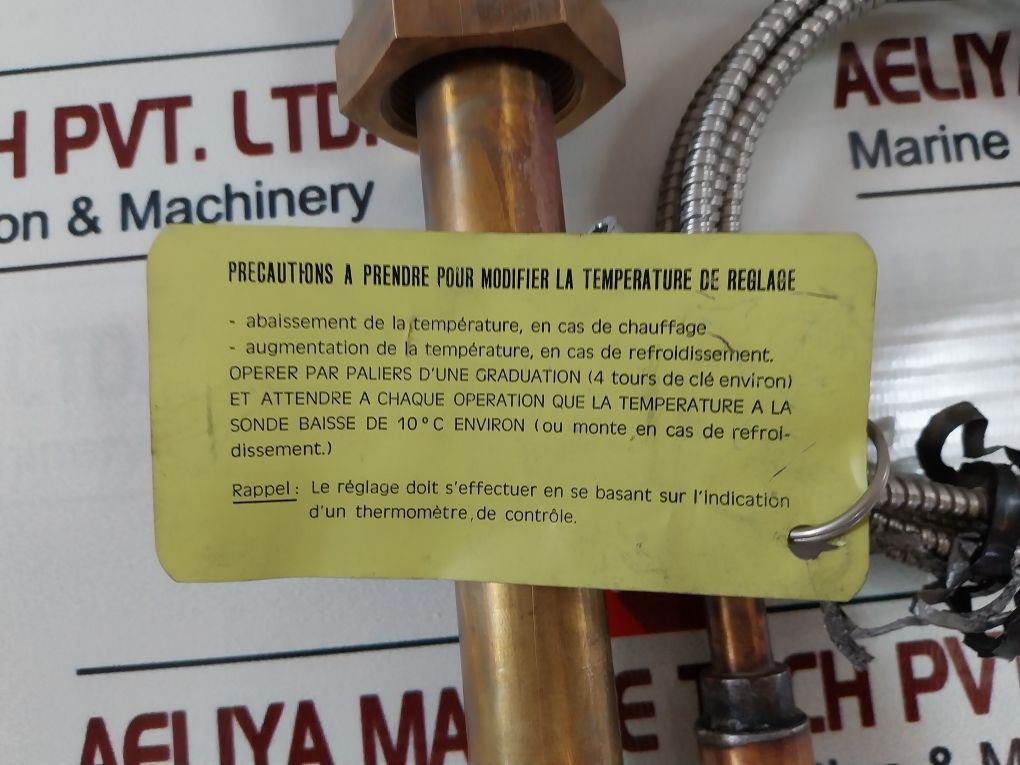 H PVT. LTD.
on & Machinery
AELIYA
Marine
PRECAUTIONS A PRENDRE POUR MODIFIER LA TEMPERATURE DE REGLAGE
- abaissement de la température, en cas de chauffage
- augmentation de la température, en cas de refroidissement.
OPERER PAR PALIERS D'UNE GRADUATION (4 tours de clé environ)
ET ATTENDRE A CHAQUE OPERATION QUE LA TEMPERATURE A LA
SONDE BAISSE DE 10°C ENVIRON (ou monte en cas de refroi-
dissement.)
Rappel : Le réglage doit s'effectuer en se basant sur l'indication
d'un thermomètre de contrôle.
AELIYA MA E T CH PVT
& M